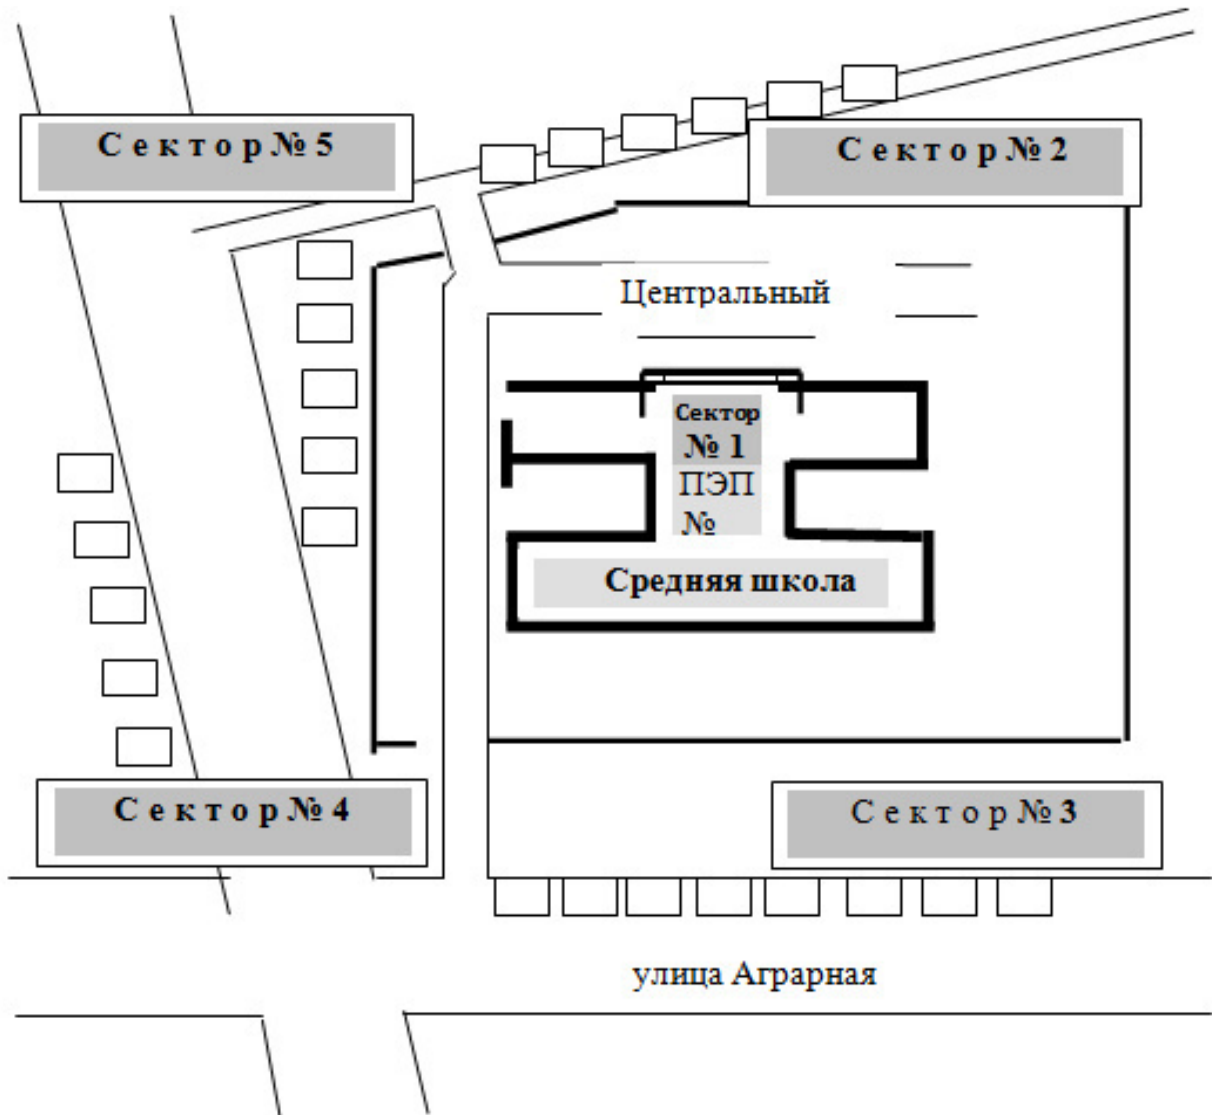 Сектор № 5
Сектор № 2
Центральный
Сектор
№ 1
ПЭП
№
Средняя школа
Сектор № 4
Сектор № 3
улица Аграрная